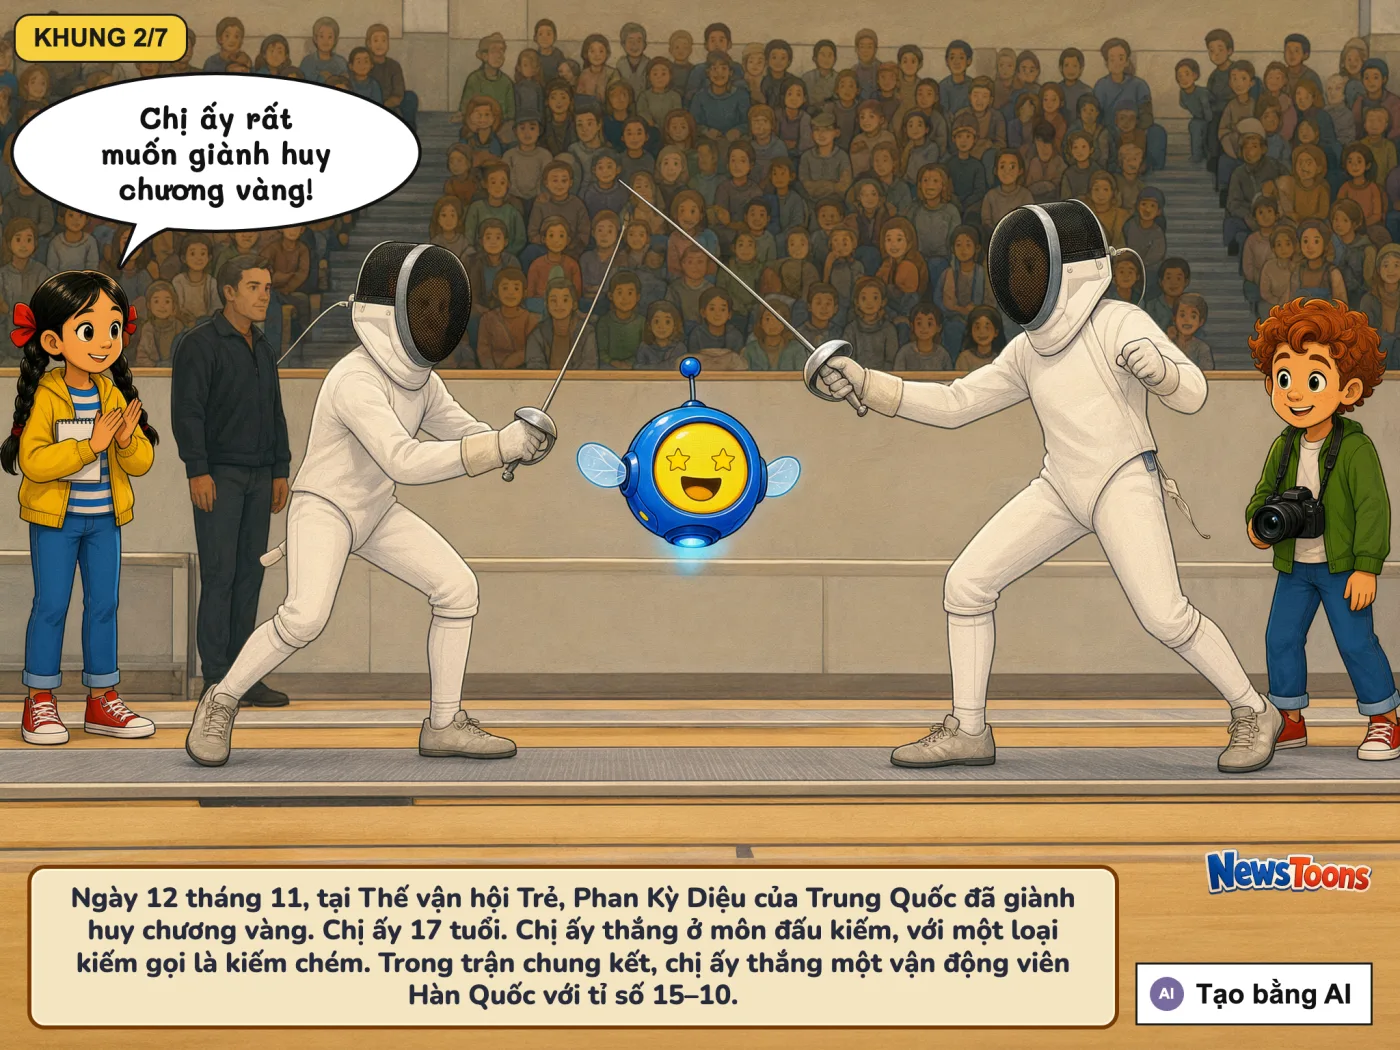 KHUNG 2/7
Chị ấy rất
muốn giành huy
chương vàng!
Ngày 12 tháng 11, tại Thế vận hội Trẻ, Phan Kỳ Diệu của Trung Quốc đã giành
huy chương vàng. Chị ấy 17 tuổi. Chị ấy thắng ở môn đấu kiếm, với một loại
kiếm gọi là kiếm chém. Trong trận chung kết, chị ấy thắng một vận động viên
Hàn Quốc với tỉ số 15–10.
NEWSTOONS
AI Tạo bằng AI